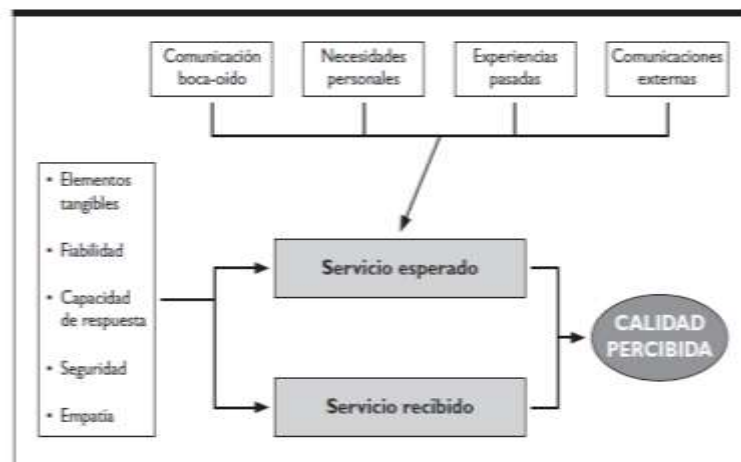 Comunicación
boca-oido
Necesidades
personales
Experiencias
pasadas
Comunicaciones
externas
• Elementos
tangibles
• Fiabilidad
• Capacidad
de respuesta
• Seguridad
• Empatía
Servicio esperado
Servicio recibido
CALIDAD
PERCIBIDA